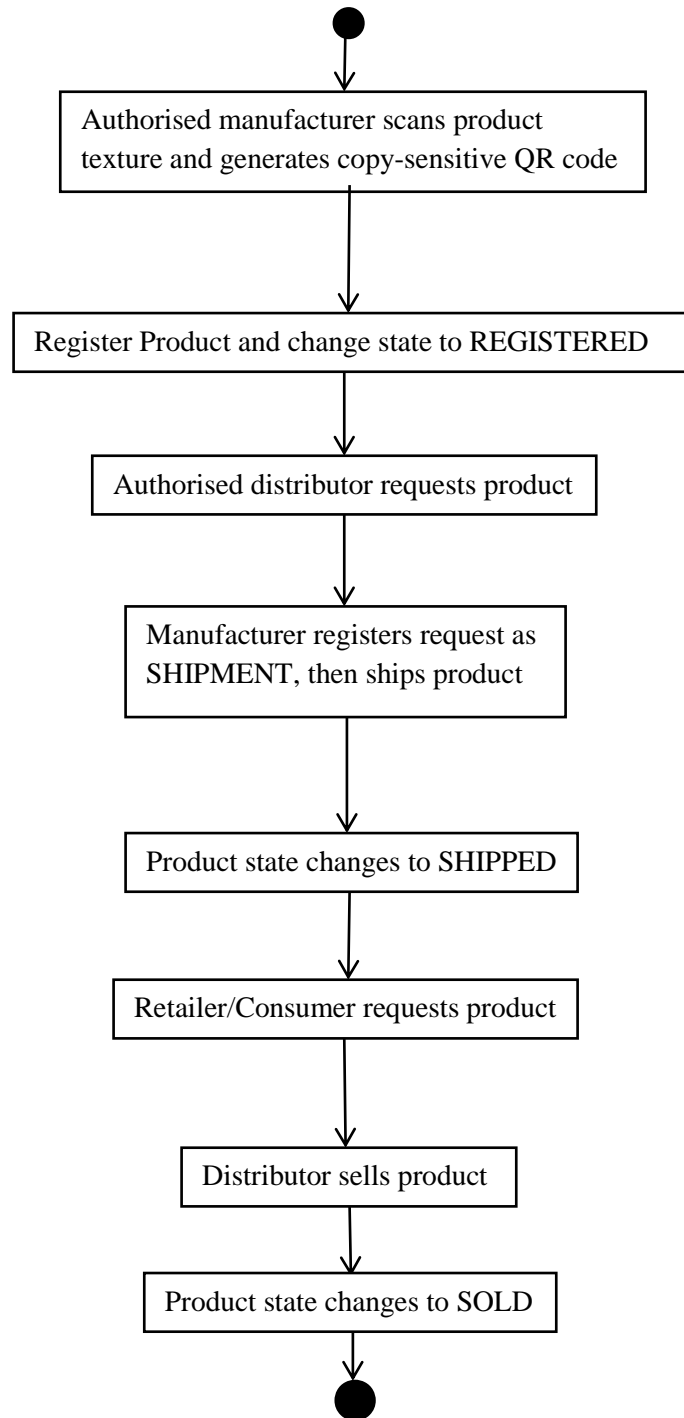 Authorised manufacturer scans product
texture and generates copy-sensitive QR code
Register Product and change state to REGISTERED
Authorised distributor requests product
Manufacturer registers request as
SHIPMENT, then ships product
Product state changes to SHIPPED
Retailer/Consumer requests product
Distributor sells product
Product state changes to SOLD